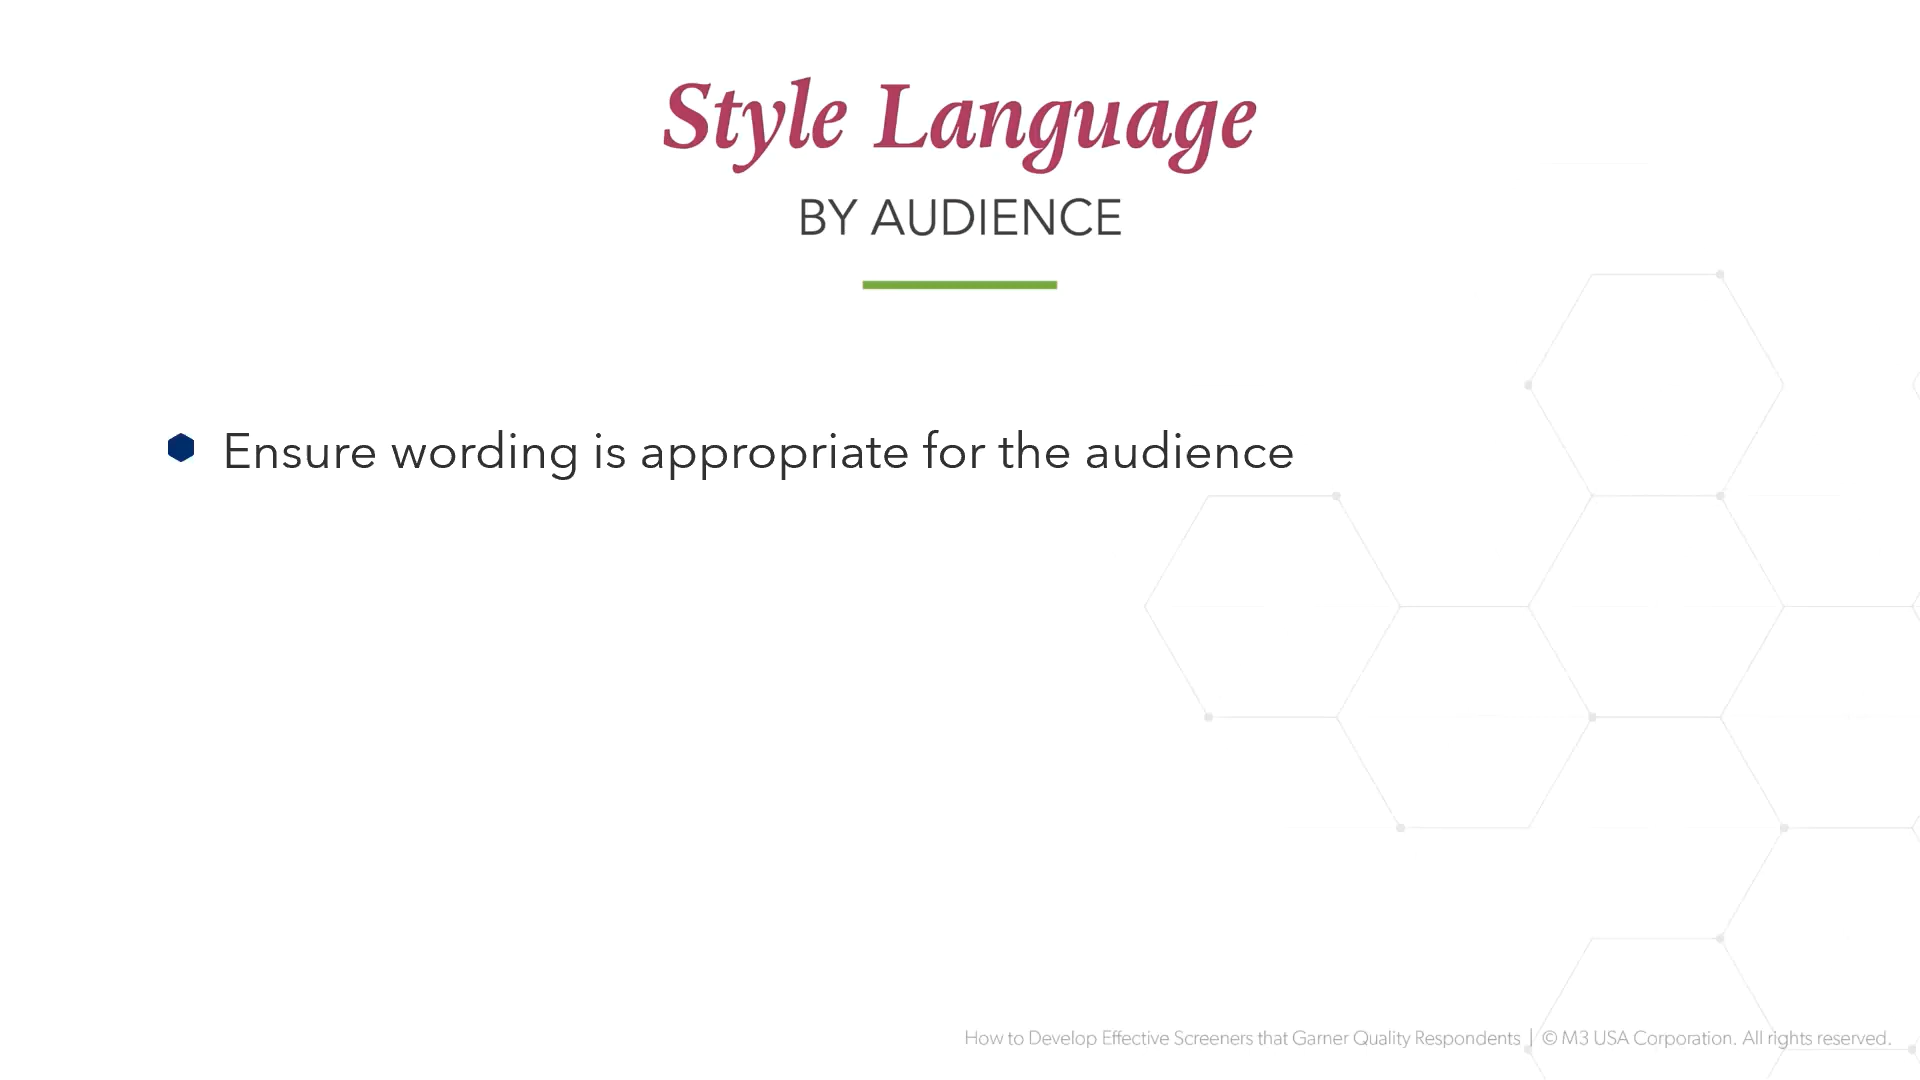 Style Language
BY AUDIENCE
Ensure wording is appropriate for the audience
How to Develop Effective Screeners that Garner Quality Respondents | © M3 USA Corporation. All rights reserved.